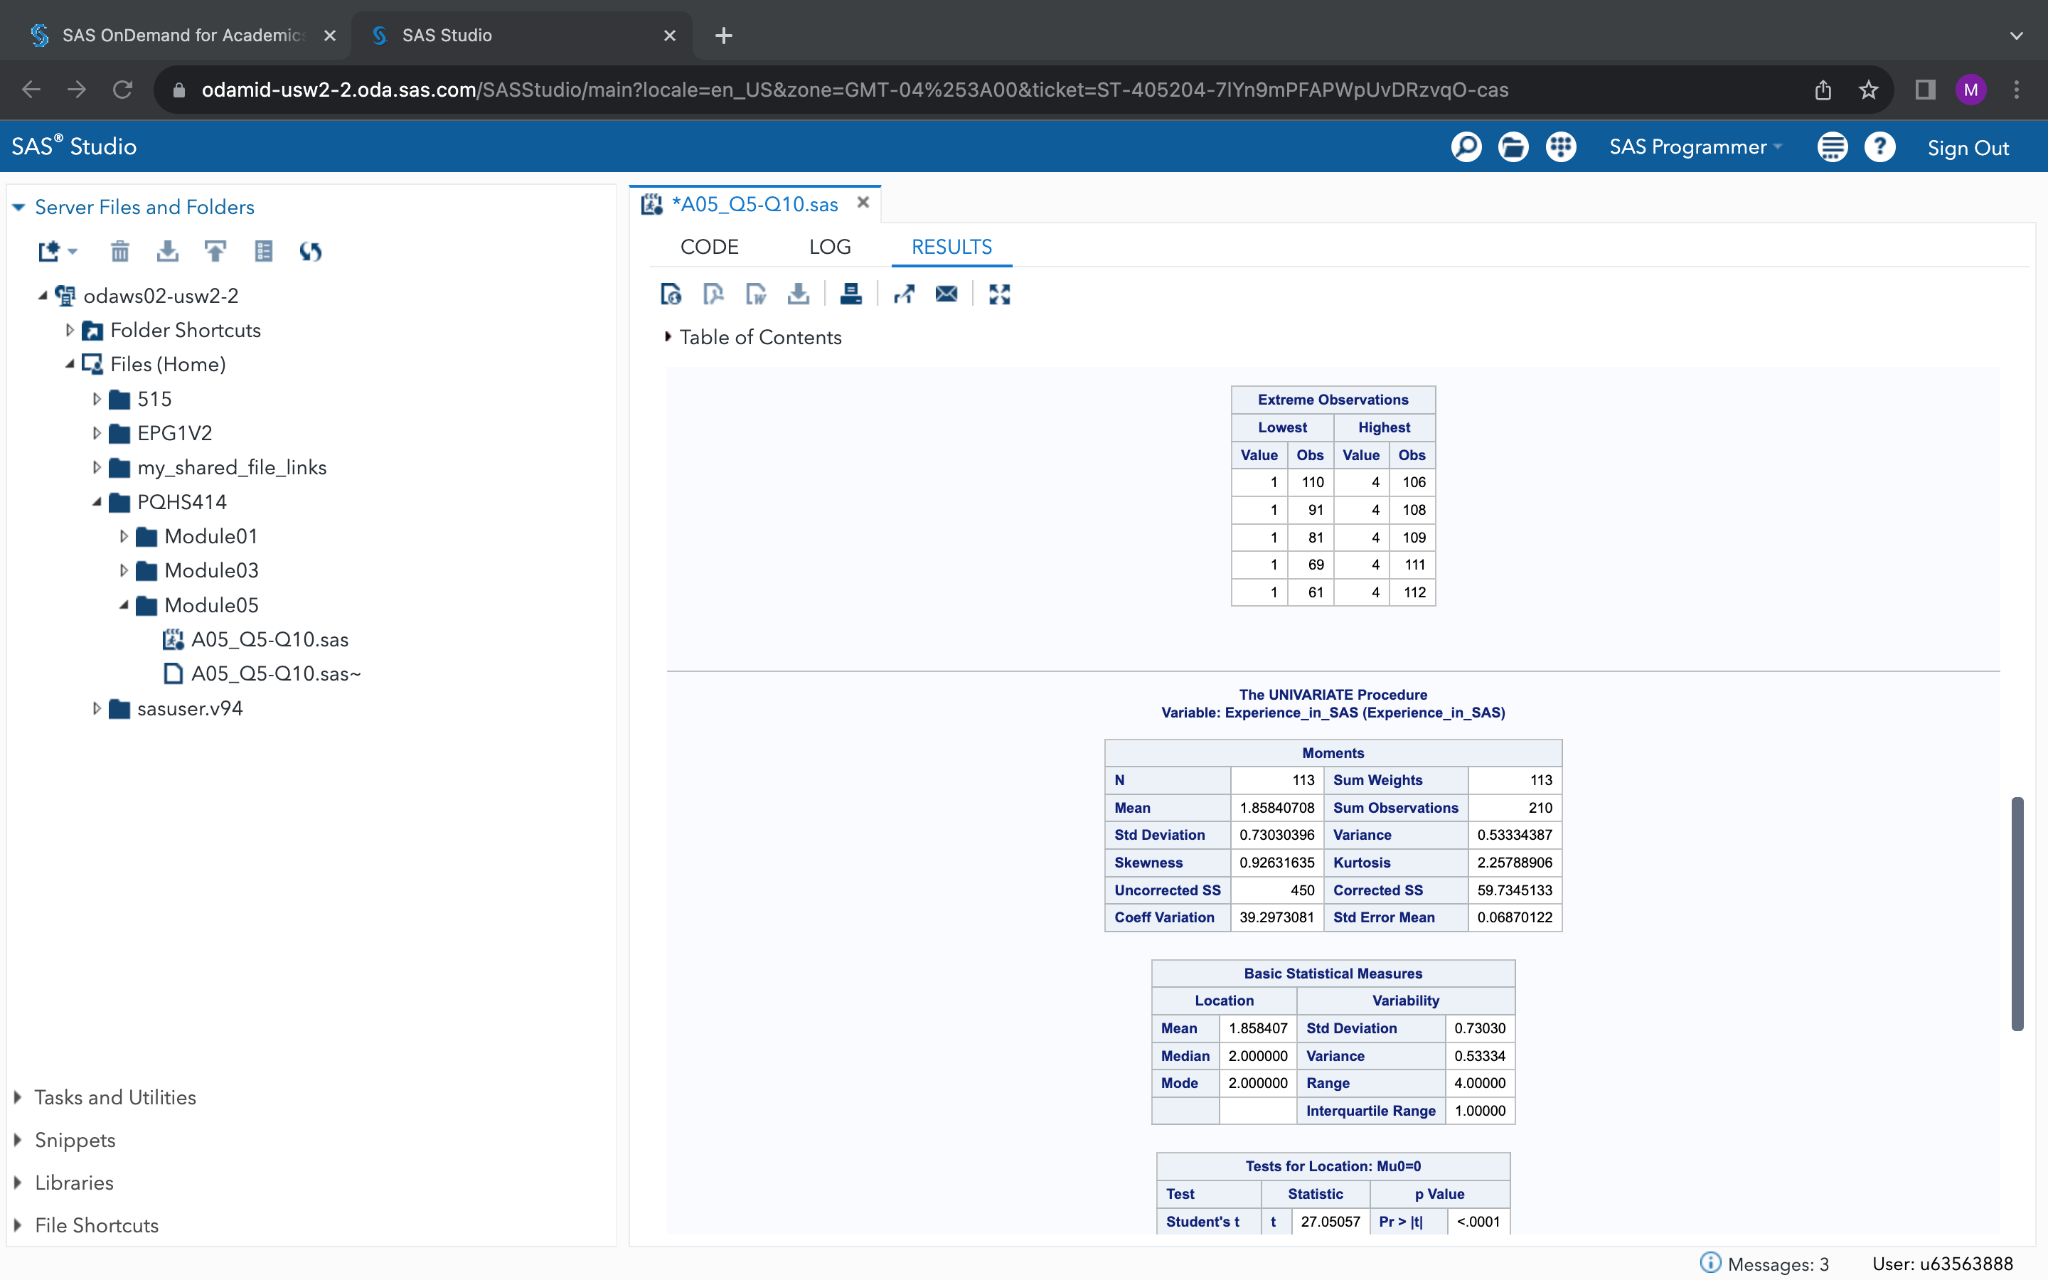 SAS OnDemand for Academics
SAS Studio
odamid-usw2-2.oda.sas.com/SASStudio/main?locale=en_US&zone=GMT-04%253A00&ticket=ST-405204-7lYn9mPFAPWpUvDRzvqO-cas
M
SAS® Studio
SAS Programmer
?
Sign Out
Server Files and Folders
odaws02-usw2-2
Folder Shortcuts
Files (Home)
515
EPG1V2
my_shared_file_links
PQHS414
Module01
Module03
Module05
A05_Q5-Q10.sas
A05_Q5-Q10.sas~
sasuser.v94
Tasks and Utilities
Snippets
Libraries
File Shortcuts
*A05_Q5-Q10.sas
CODE LOG RESULTS
Table of Contents
Extreme Observations
Lowest Highest
Value Obs Value Obs
1 110 4 106
1 91 4 108
1 81 4 109
1 69 4 111
1 61 4 112
The UNIVARIATE Procedure
Variable: Experience_in_SAS (Experience_in_SAS)
Moments
N 113 Sum Weights 113
Mean 1.85840708 Sum Observations 210
Std Deviation 0.73030396 Variance 0.53334387
Skewness 0.92631635 Kurtosis 2.25788906
Uncorrected SS 450 Corrected SS 59.7345133
Coeff Variation 39.2973081 Std Error Mean 0.06870122
Basic Statistical Measures
Location Variability
Mean 1.858407 Std Deviation 0.73030
Median 2.000000 Variance 0.53334
Mode 2.000000 Range 4.00000
Interquartile Range 1.00000
Tests for Location: Mu0=0
Test Statistic p Value
Student's t t 27.05057 Pr > |t| <.0001
Messages: 3 User: u63563888